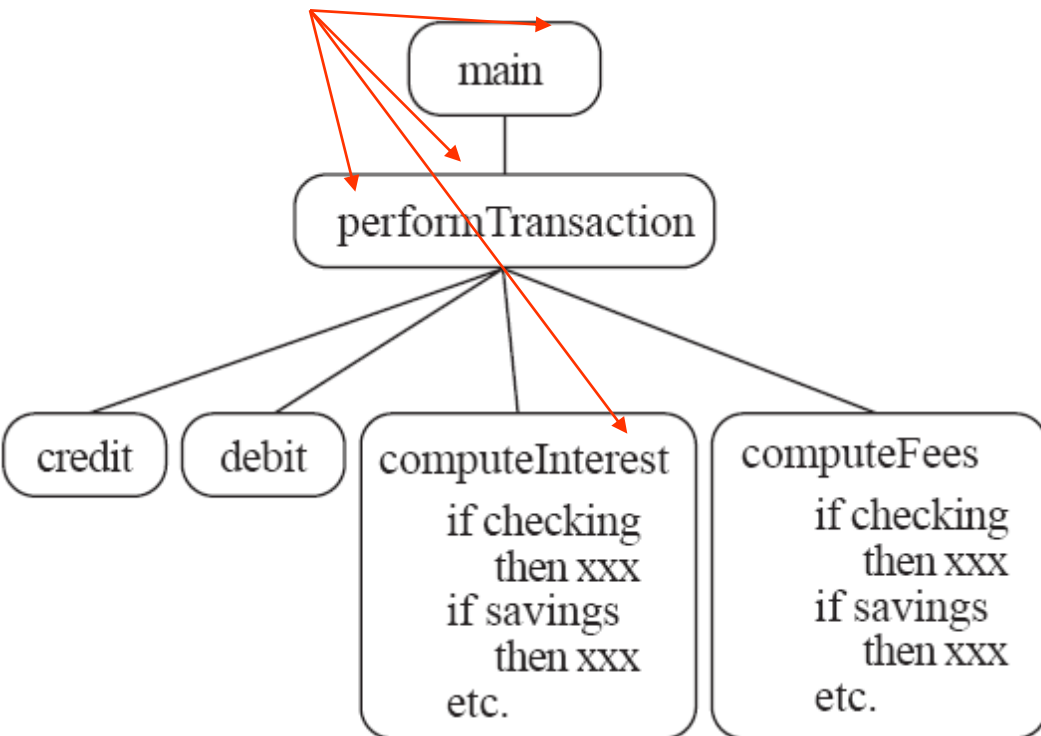 main
performTransaction
credit
debit
computeInterest
if checking
then xxx
if savings
then xxx
etc.
computeFees
if checking
then xxx
if savings
then xxx
etc.